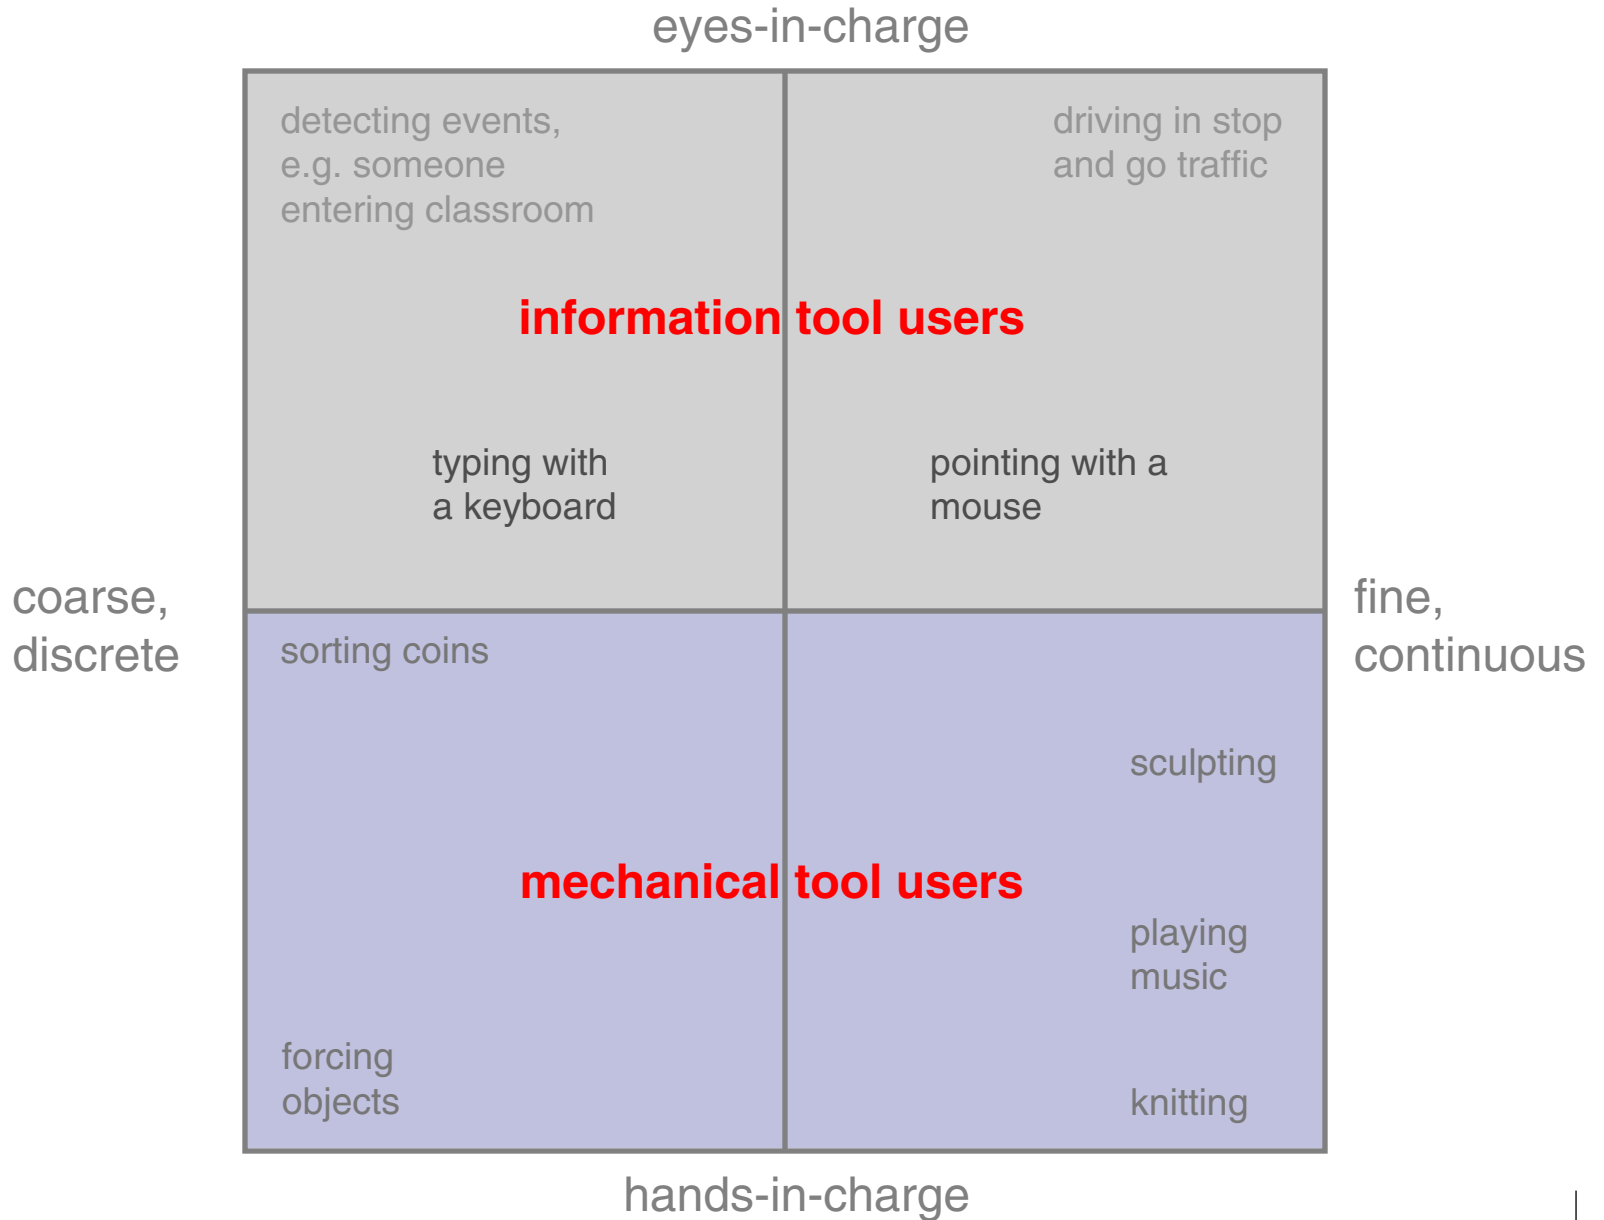 eyes-in-charge
detecting events,
e.g. someone
entering classroom
driving in stop
and go traffic
information tool users
typing with
a keyboard
pointing with a
mouse
coarse,
discrete
fine,
continuous
sorting coins
sculpting
mechanical tool users
playing
music
forcing
objects
knitting
hands-in-charge